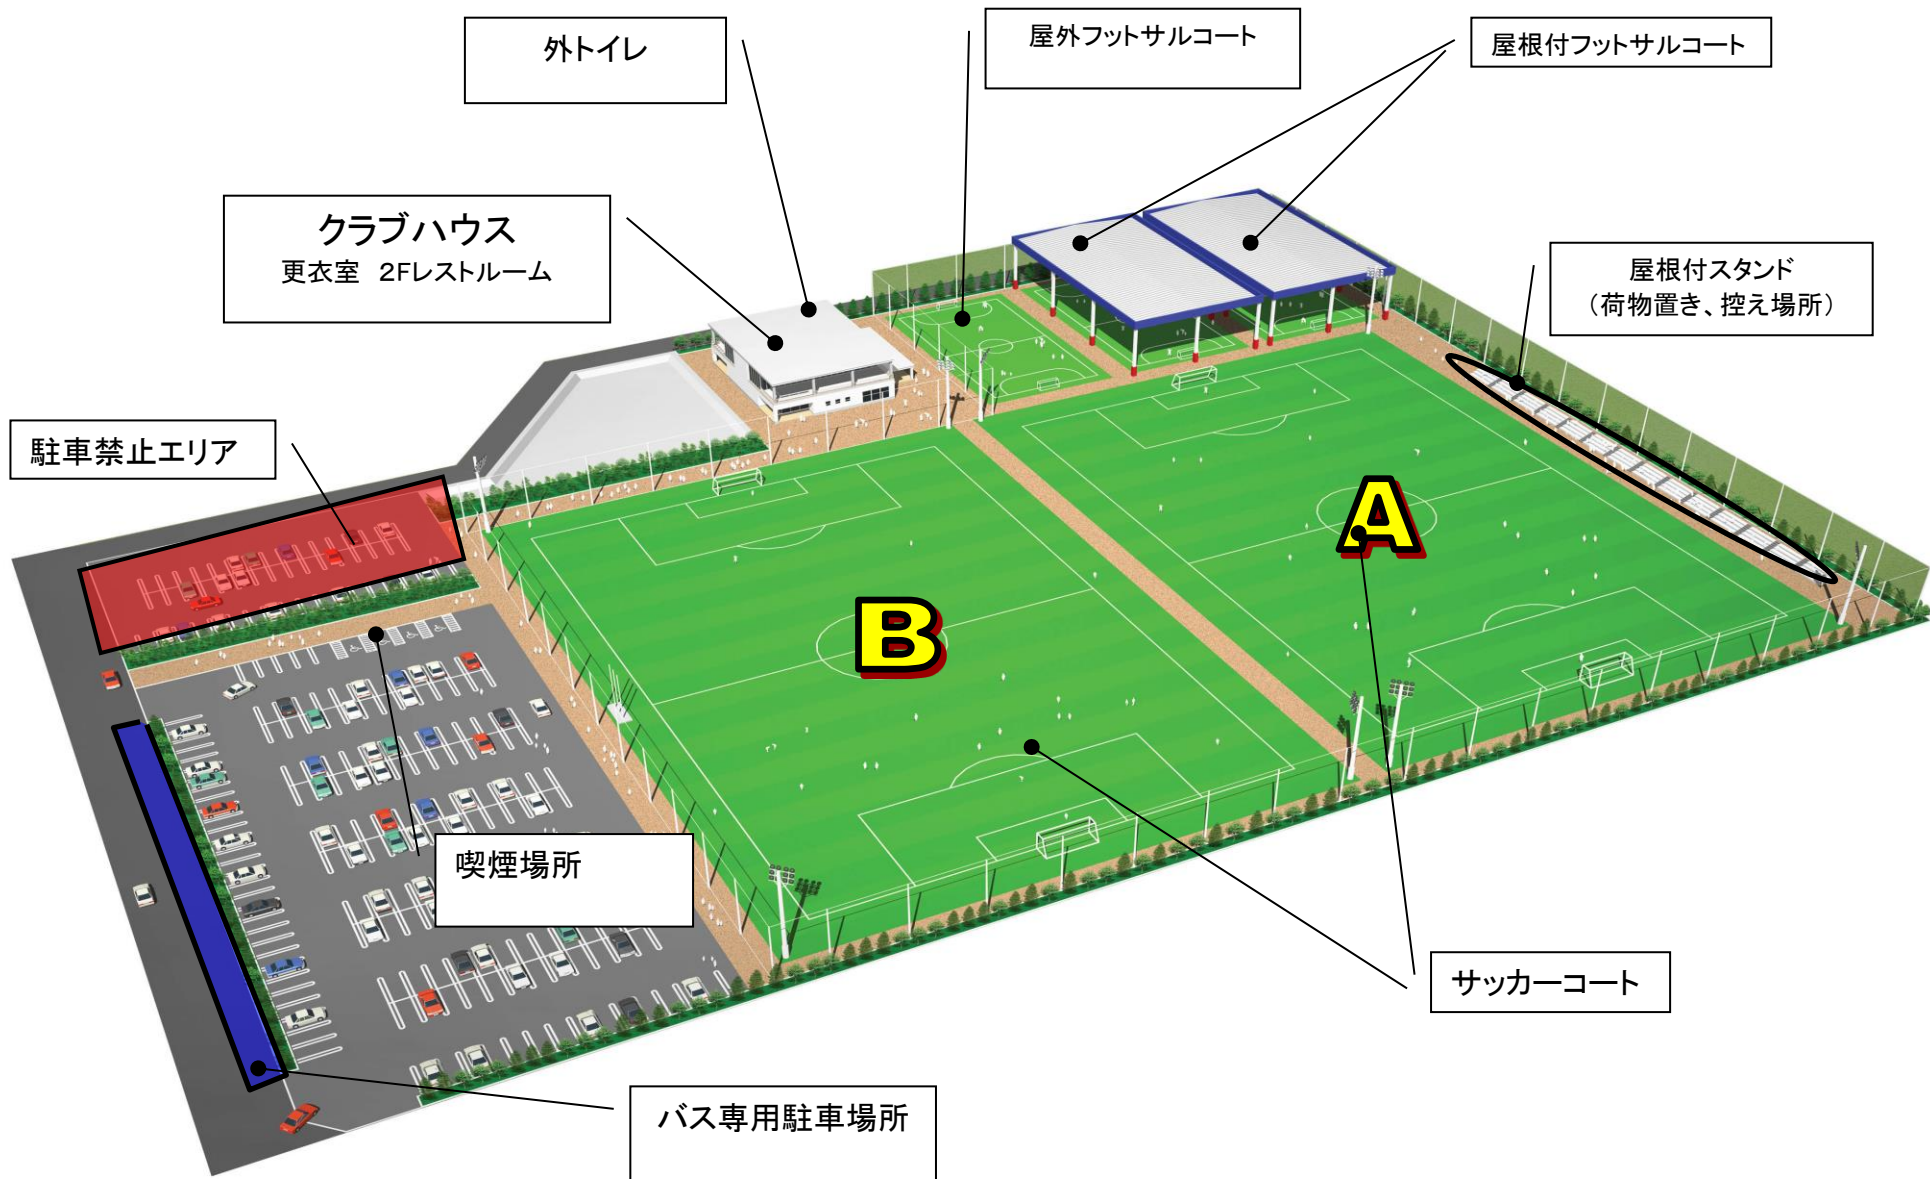 外トイレ
屋外フットサルコート
屋根付フットサルコート
クラブハウス
更衣室 2Fレストルーム
屋根付スタンド
（荷物置き、控え場所）
駐車禁止エリア
A
B
喫煙場所
サッカーコート
バス専用駐車場所